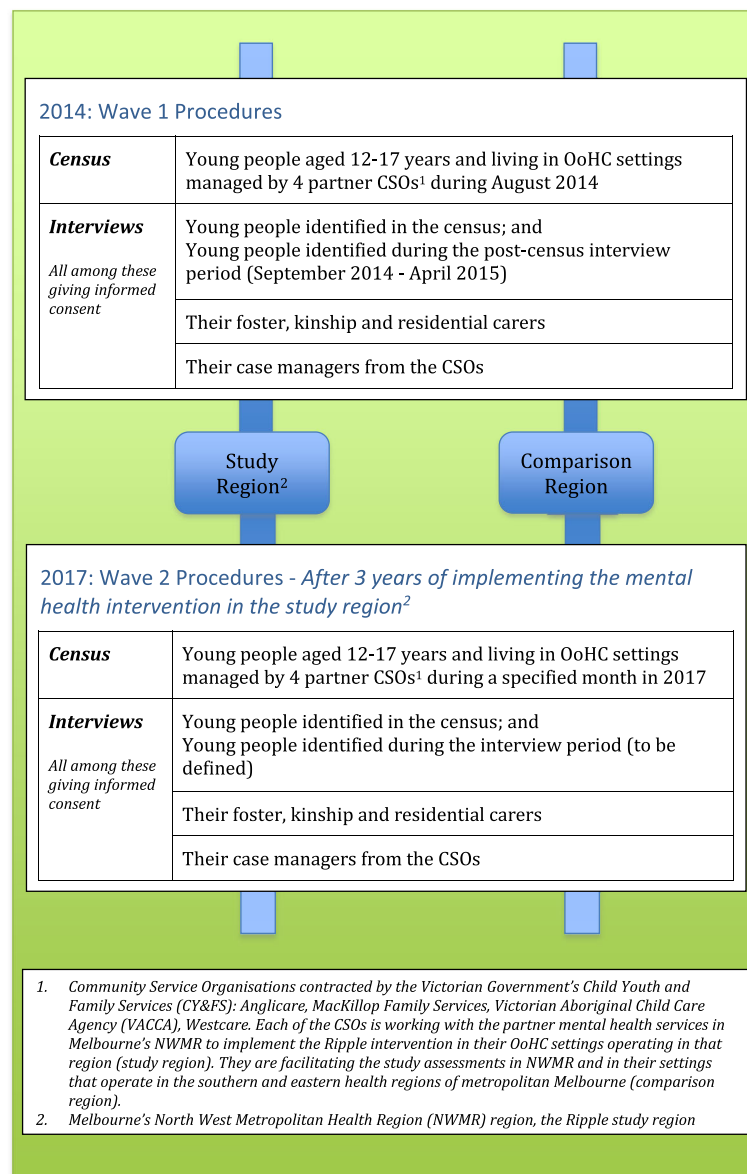 2014: Wave 1 Procedures
Census
Young people aged 12-17 years and living in OoHC settings
managed by 4 partner CSOs¹ during August 2014
Interviews
All among these
giving informed
consent
Young people identified in the census; and
Young people identified during the post-census interview
period (September 2014 - April 2015)
Their foster, kinship and residential carers
Their case managers from the CSOs
Study
Region²
Comparison
Region
2017: Wave 2 Procedures - After 3 years of implementing the mental
health intervention in the study region²
Census
Young people aged 12-17 years and living in OoHC settings
managed by 4 partner CSOs¹ during a specified month in 2017
Interviews
All among these
giving informed
consent
Young people identified in the census; and
Young people identified during the interview period (to be
defined)
Their foster, kinship and residential carers
Their case managers from the CSOs
1. Community Service Organisations contracted by the Victorian Government's Child Youth and
Family Services (CY&FS): Anglicare, MacKillop Family Services, Victorian Aboriginal Child Care
Agency (VACCA), Westcare. Each of the CSOs is working with the partner mental health services in
Melbourne's NWMR to implement the Ripple intervention in their OoHC settings operating in that
region (study region). They are facilitating the study assessments in NWMR and in their settings
that operate in the southern and eastern health regions of metropolitan Melbourne (comparison
region).
2. Melbourne's North West Metropolitan Health Region (NWMR) region, the Ripple study region